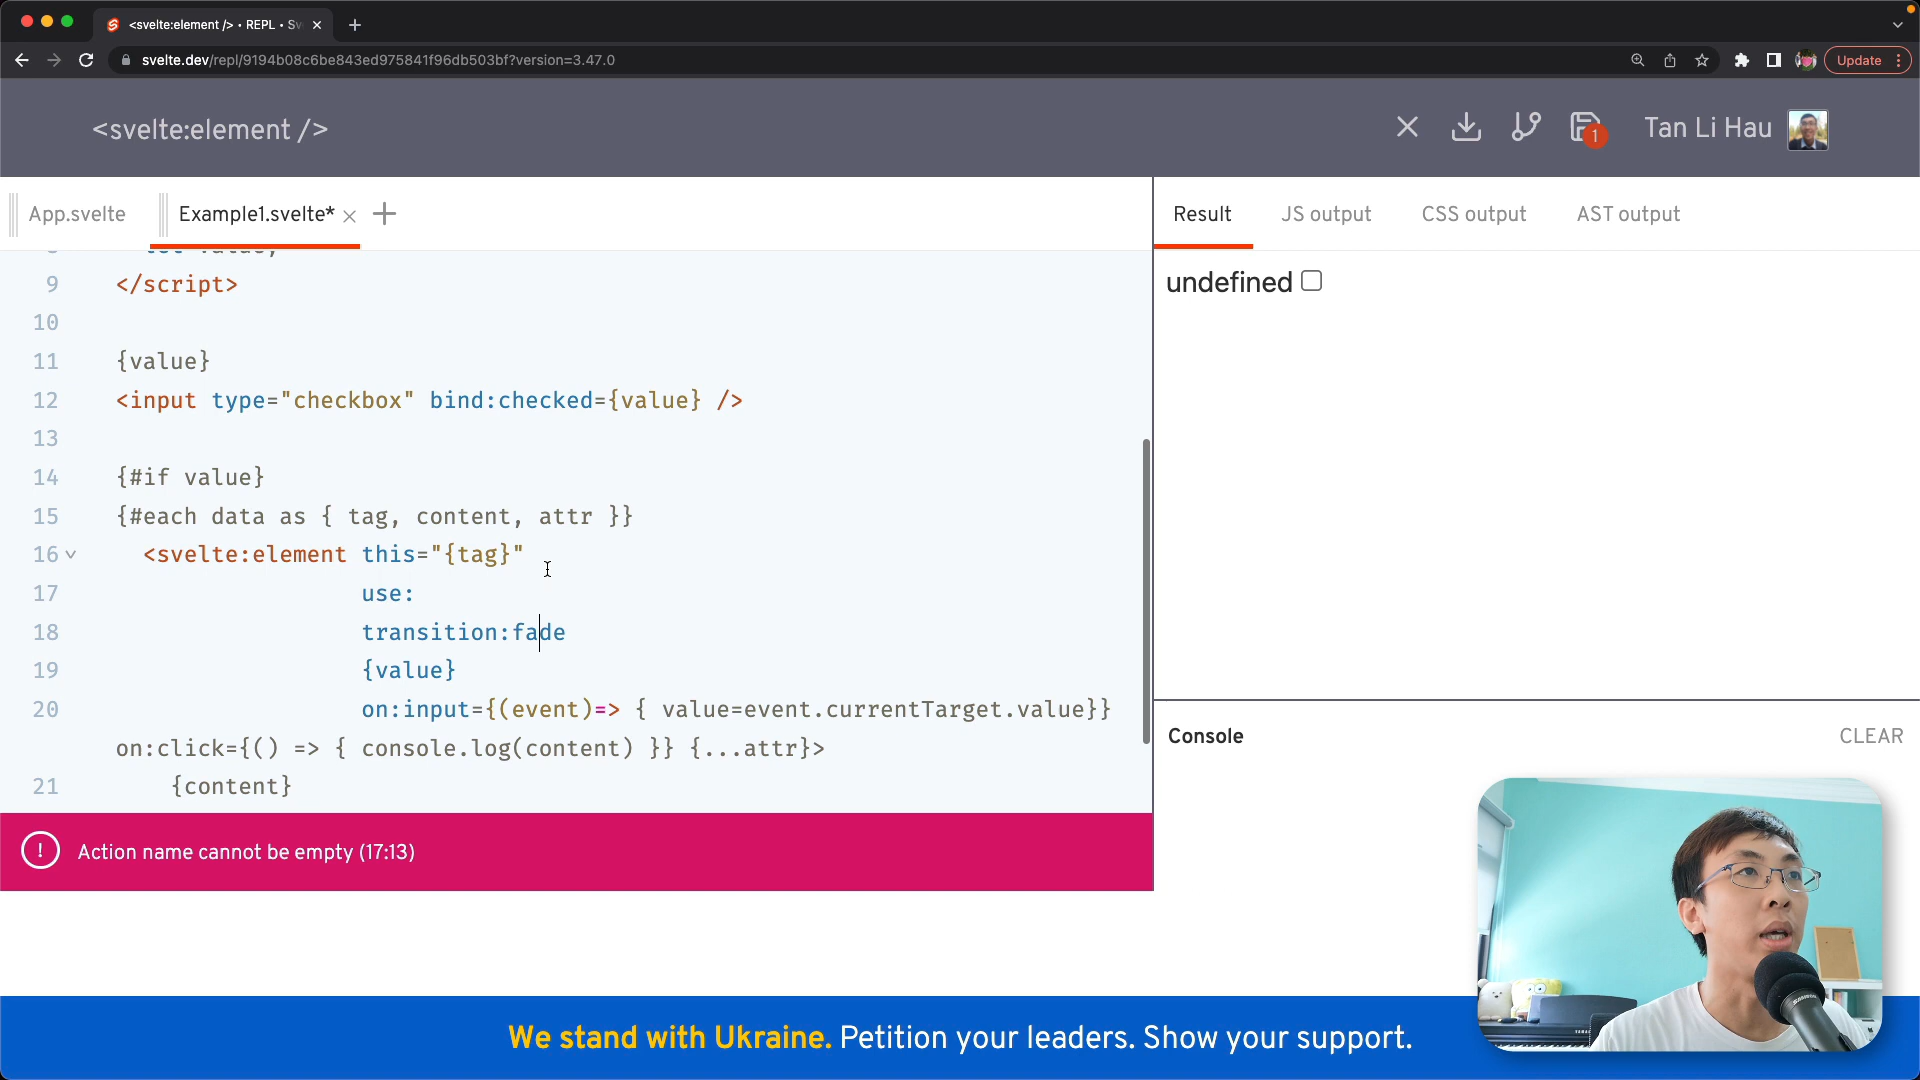 <svelte:element /> • REPL • Sv
svelte.dev/repl/9194b08c6be843ed975841f96db503bf?version=3.47.0
Update
<svelte:element />
1
Tan Li Hau
App.svelte
Example1.svelte*
Result
JS output
CSS output
AST output
9 </script>
10
11 {value}
12 <input type="checkbox" bind:checked={value} />
13
14 {#if value}
15 {#each data as { tag, content, attr }}
16 <svelte:element this="{tag}"
17 use:
18 transition:fade
19 {value}
20 on:input={(event)=> { value=event.currentTarget.value}}
on:click={() => { console.log(content) }} {...attr}>
21 {content}
Action name cannot be empty (17:13)
undefined
Console
CLEAR
We stand with Ukraine. Petition your leaders. Show your support.